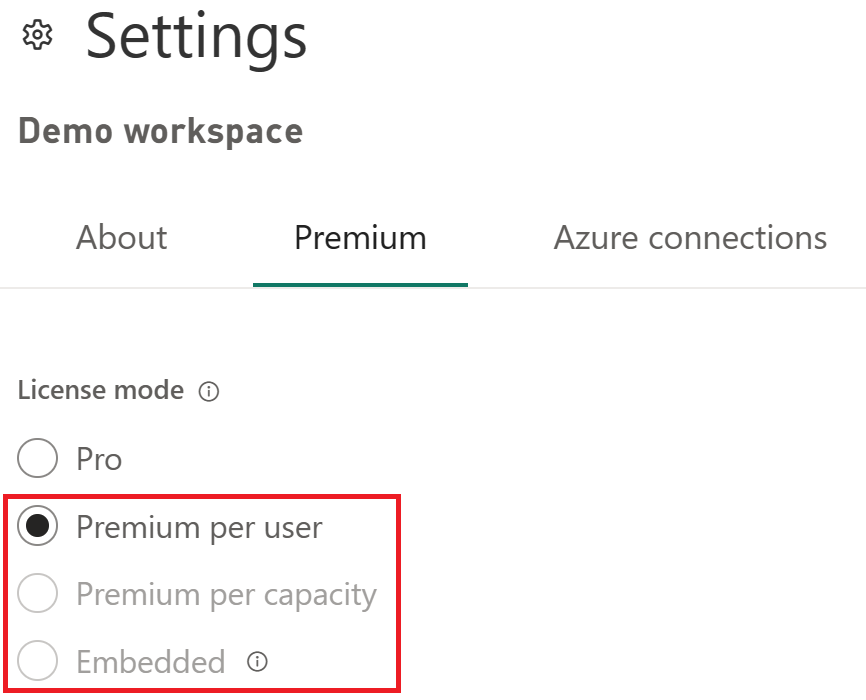 Settings
Demo workspace
About Premium Azure connections
License mode
Pro
Premium per user
Premium per capacity
Embedded